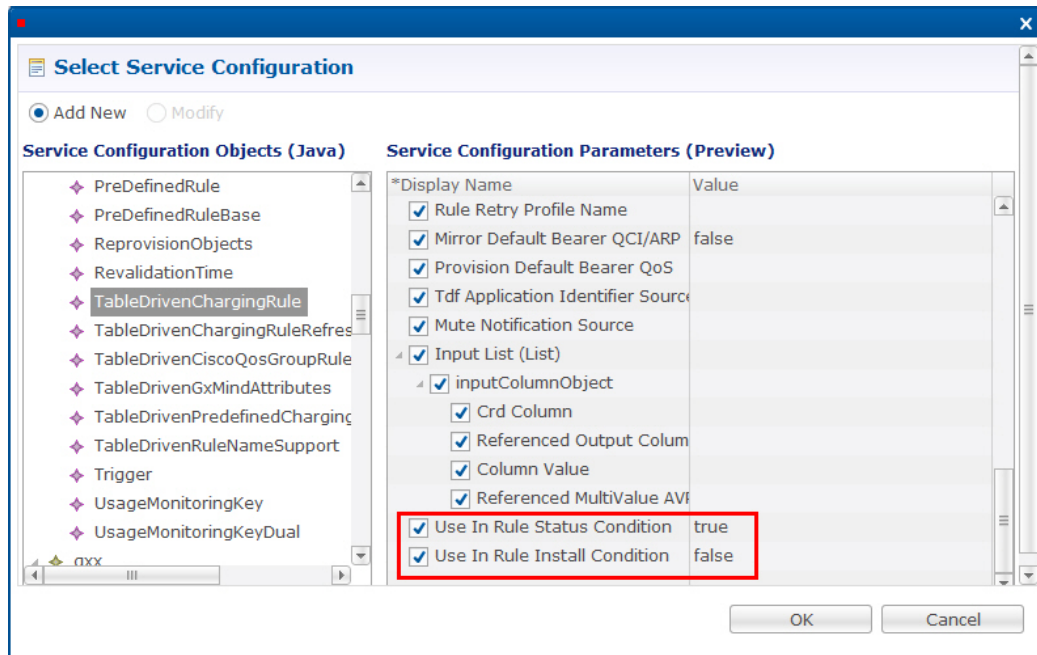 x
Select Service Configuration
Add New Modify
Service Configuration Objects (Java)
PreDefinedRule
PreDefinedRuleBase
ReprovisionObjects
RevalidationTime
TableDrivenChargingRule
TableDrivenChargingRuleRefres
TableDrivenCiscoQosGroupRule
TableDrivenGxMindAttributes
TableDrivenPredefinedCharging
TableDrivenRuleNameSupport
Trigger
UsageMonitoringKey
UsageMonitoringKeyDual
gxx
Service Configuration Parameters (Preview)
*Display Name Value
Rule Retry Profile Name
Mirror Default Bearer QCI/ARP false
Provision Default Bearer QoS
Tdf Application Identifier Source
Mute Notification Source
Input List (List)
inputColumnObject
Crd Column
Referenced Output Colum
Column Value
Referenced MultiValue AVP
Use In Rule Status Condition true
Use In Rule Install Condition false
OK Cancel